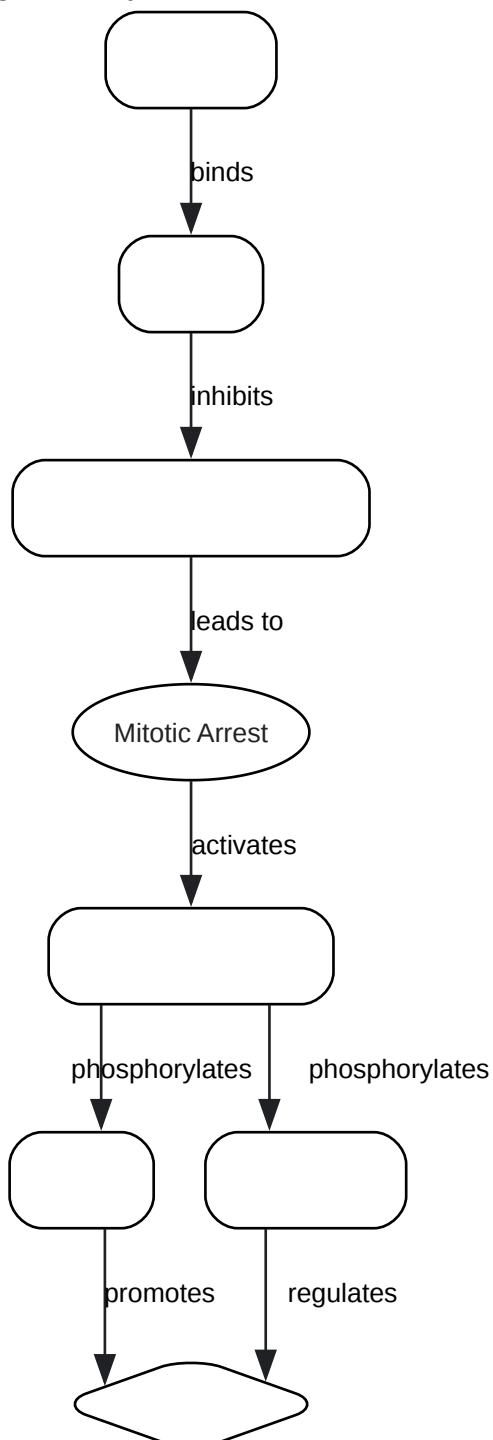 binds
inhibits
leads to
Mitotic Arrest
activates
phosphorylates phosphorylates
promotes regulates